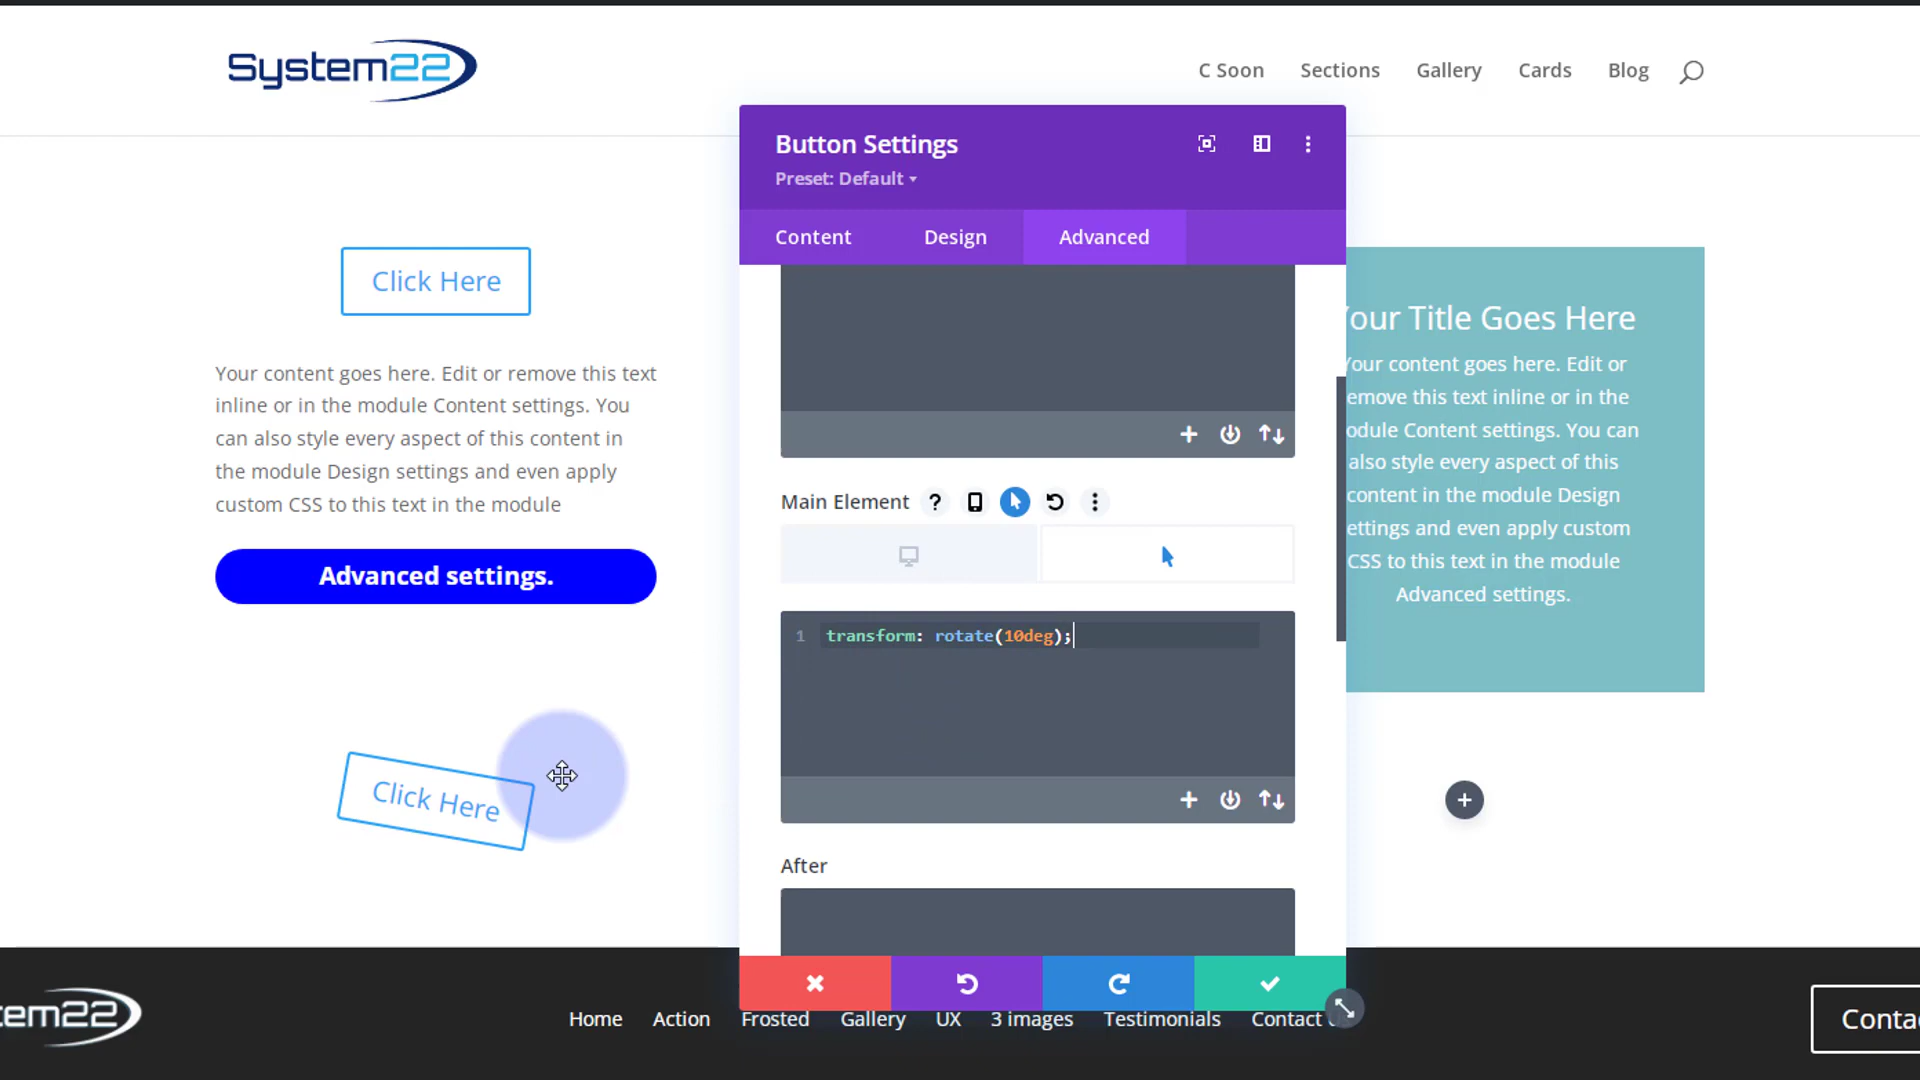 System22
C Soon
Sections
Gallery
Cards
Blog
Button Settings
Preset: Default
Content
Design
Advanced
Click Here
Your content goes here. Edit or remove this text
inline or in the module Content settings. You
can also style every aspect of this content in
the module Design settings and even apply
custom CSS to this text in the module
Advanced settings.
Click Here
Main Element ?
1 transform: rotate(10deg);
After
our Title Goes Here
our content goes here. Edit or
emove this text inline or in the
odule Content settings. You can
also style every aspect of this
content in the module Design
ettings and even apply custom
CSS to this text in the module
Advanced settings.
tem22
Home
Action
Frosted
Gallery
UX
3 images
Testimonials
Contact
Conta